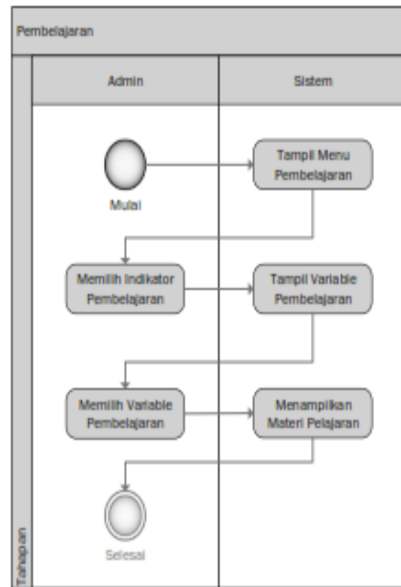 Pembelajaran
Admin
Sistem
Mulai
Tampil Menu
Pembelajaran
Memilih Indikator
Pembelajaran
Tampil Variable
Pembelajaran
Memilih Variable
Pembelajaran
Menampilkan
Materi Pelajaran
Selesai
Tahapan